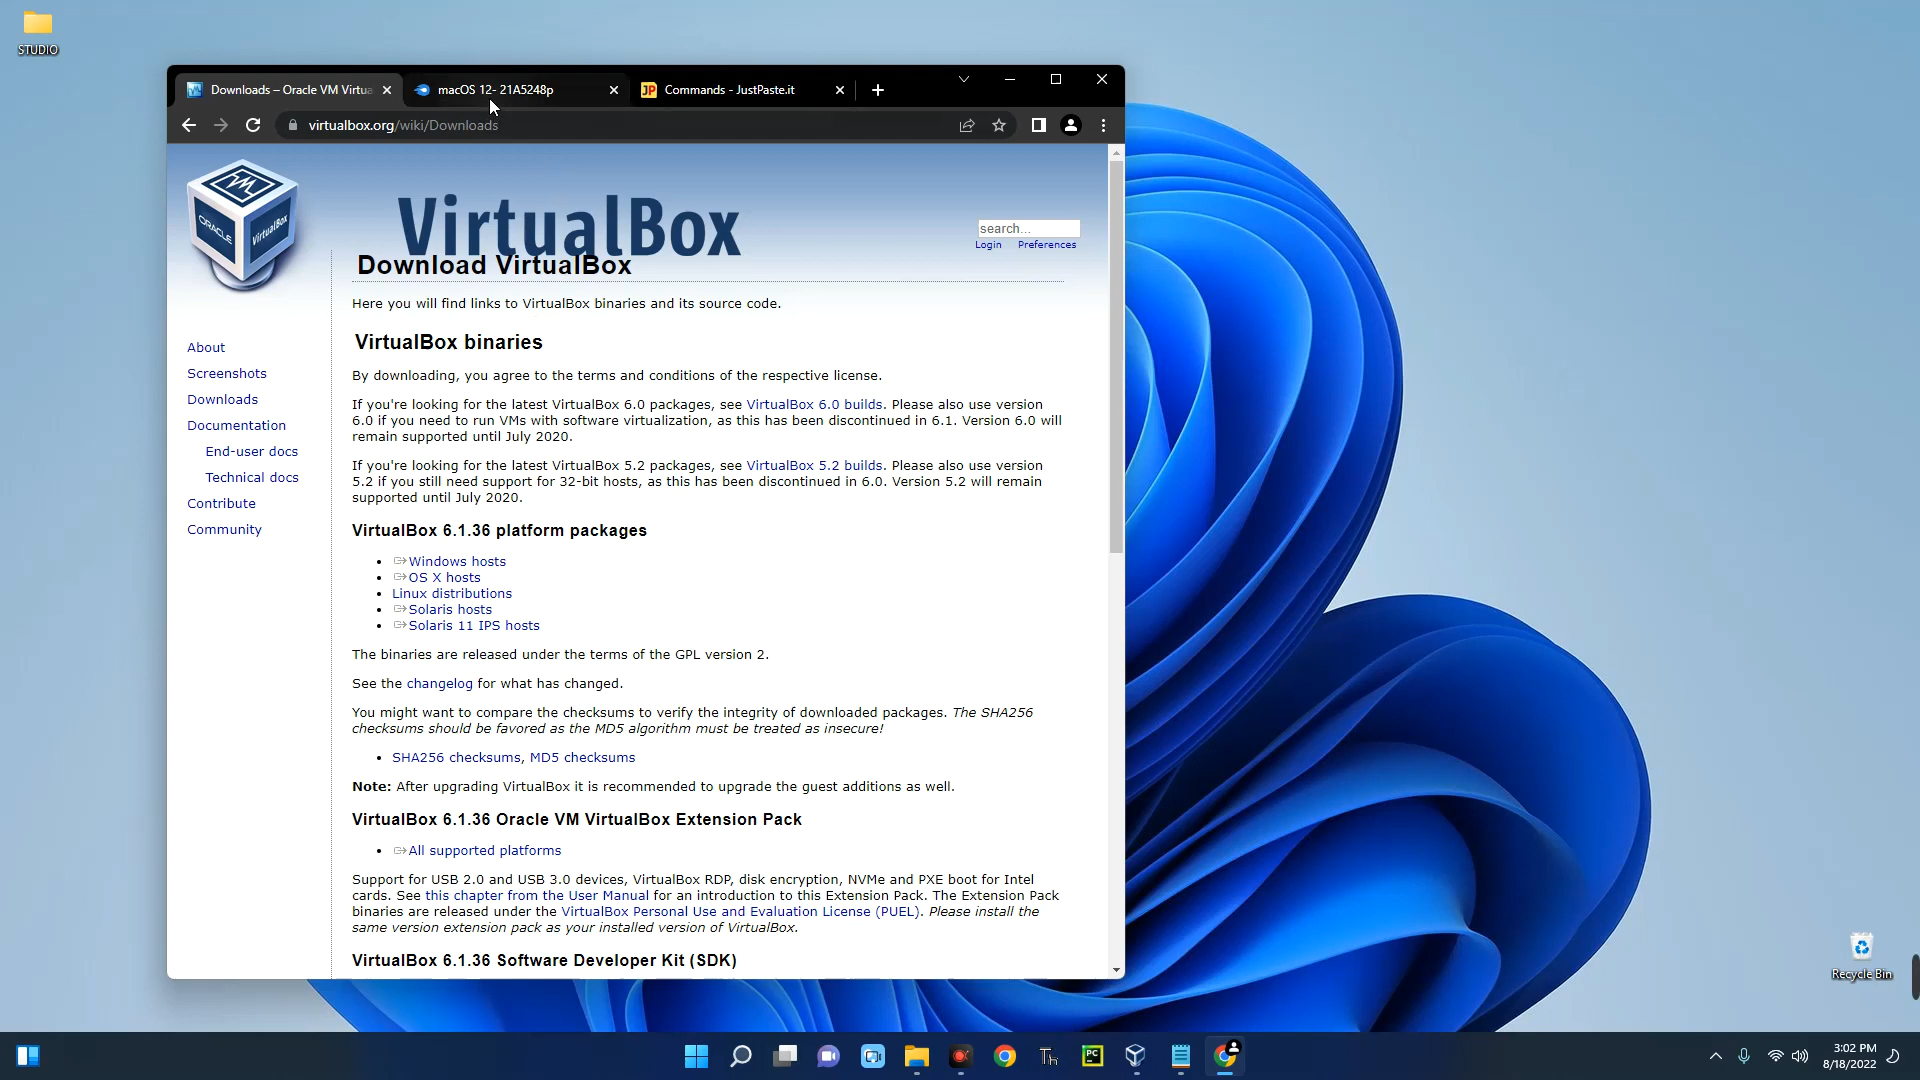 STUDIO
Downloads – Oracle VM Virtua
macOS 12- 21A5248p
JP
Commands - JustPaste.it
virtualbox.org/wiki/Downloads
ORACLE
VirtualBox
VirtualBox
search...
Login Preferences
Download VirtualBox
Here you will find links to VirtualBox binaries and its source code.
VirtualBox binaries
About
Screenshots
Downloads
Documentation
End-user docs
Technical docs
Contribute
Community
By downloading, you agree to the terms and conditions of the respective license.
If you're looking for the latest VirtualBox 6.0 packages, see VirtualBox 6.0 builds. Please also use version
6.0 if you need to run VMs with software virtualization, as this has been discontinued in 6.1. Version 6.0 will
remain supported until July 2020.
If you're looking for the latest VirtualBox 5.2 packages, see VirtualBox 5.2 builds. Please also use version
5.2 if you still need support for 32-bit hosts, as this has been discontinued in 6.0. Version 5.2 will remain
supported until July 2020.
VirtualBox 6.1.36 platform packages
• Windows hosts
• OS X hosts
• Linux distributions
• Solaris hosts
• Solaris 11 IPS hosts
The binaries are released under the terms of the GPL version 2.
See the changelog for what has changed.
You might want to compare the checksums to verify the integrity of downloaded packages. The SHA256
checksums should be favored as the MD5 algorithm must be treated as insecure!
• SHA256 checksums, MD5 checksums
Note: After upgrading VirtualBox it is recommended to upgrade the guest additions as well.
VirtualBox 6.1.36 Oracle VM VirtualBox Extension Pack
• All supported platforms
Support for USB 2.0 and USB 3.0 devices, VirtualBox RDP, disk encryption, NVMe and PXE boot for Intel
cards. See this chapter from the User Manual for an introduction to this Extension Pack. The Extension Pack
binaries are released under the VirtualBox Personal Use and Evaluation License (PUEL). Please install the
same version extension pack as your installed version of VirtualBox.
VirtualBox 6.1.36 Software Developer Kit (SDK)
Recycle Bin
Th
PC
3:02 PM
8/18/2022